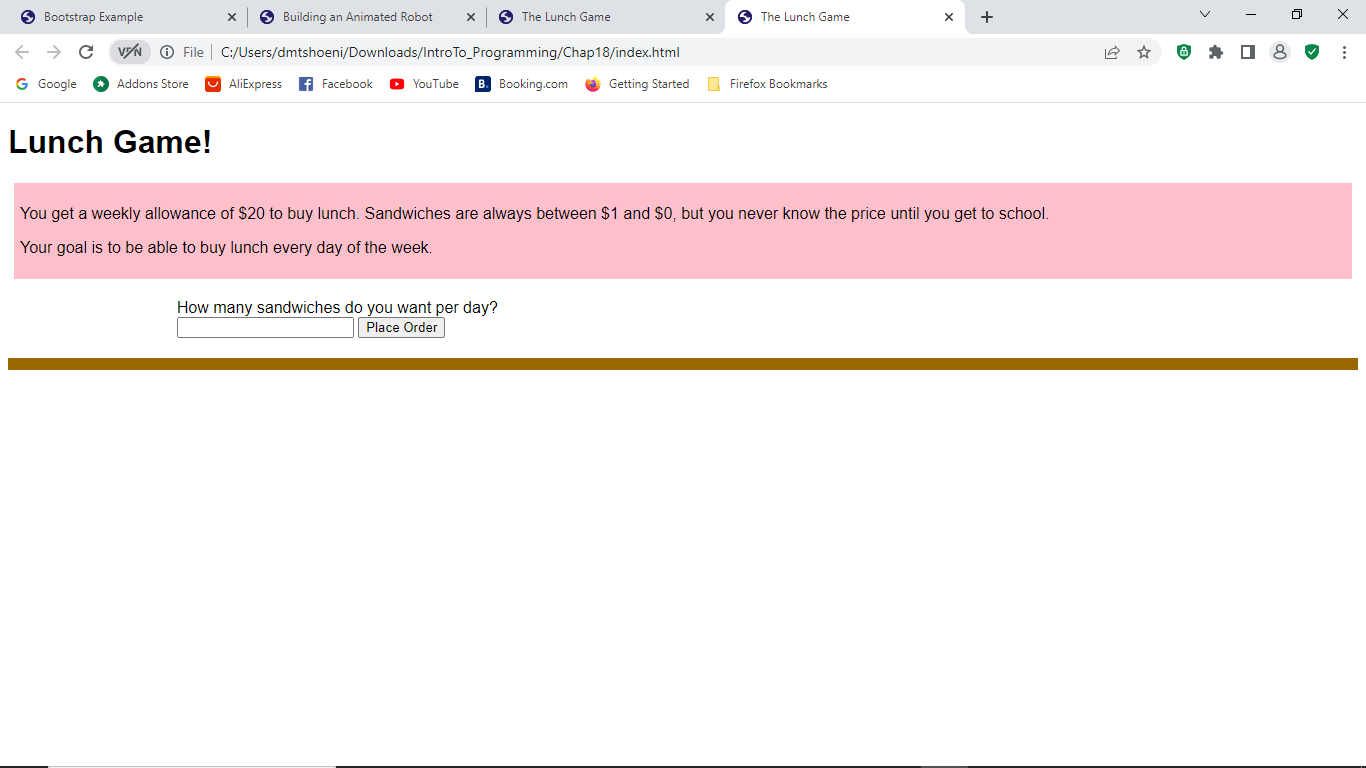 Bootstrap Example
Building an Animated Robot
The Lunch Game
The Lunch Game
VPN
File
C:/Users/dmtshoeni/Downloads/IntroTo_Programming/Chap18/index.html
Google
Addons Store
AliExpress
Facebook
YouTube
B.
Booking.com
Getting Started
Firefox Bookmarks
Lunch Game!
You get a weekly allowance of $20 to buy lunch. Sandwiches are always between $1 and $0, but you never know the price until you get to school.
Your goal is to be able to buy lunch every day of the week.
How many sandwiches do you want per day?
Place Order